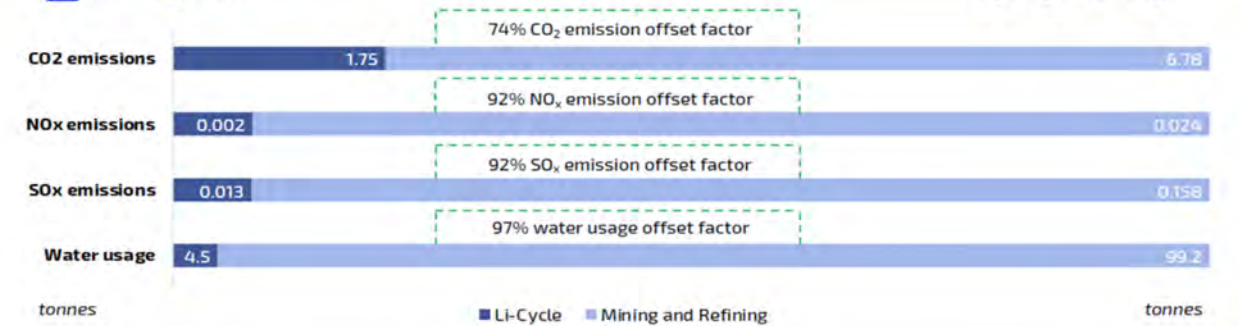 74% CO₂ emission offset factor
CO2 emissions 1.75 6.78
92% NOₓ emission offset factor
NOx emissions 0.002 0.024
92% SOₓ emission offset factor
SOx emissions 0.013 0.158
97% water usage offset factor
Water usage 4.5 99.2
tonnes Li-Cycle Mining and Refining tonnes